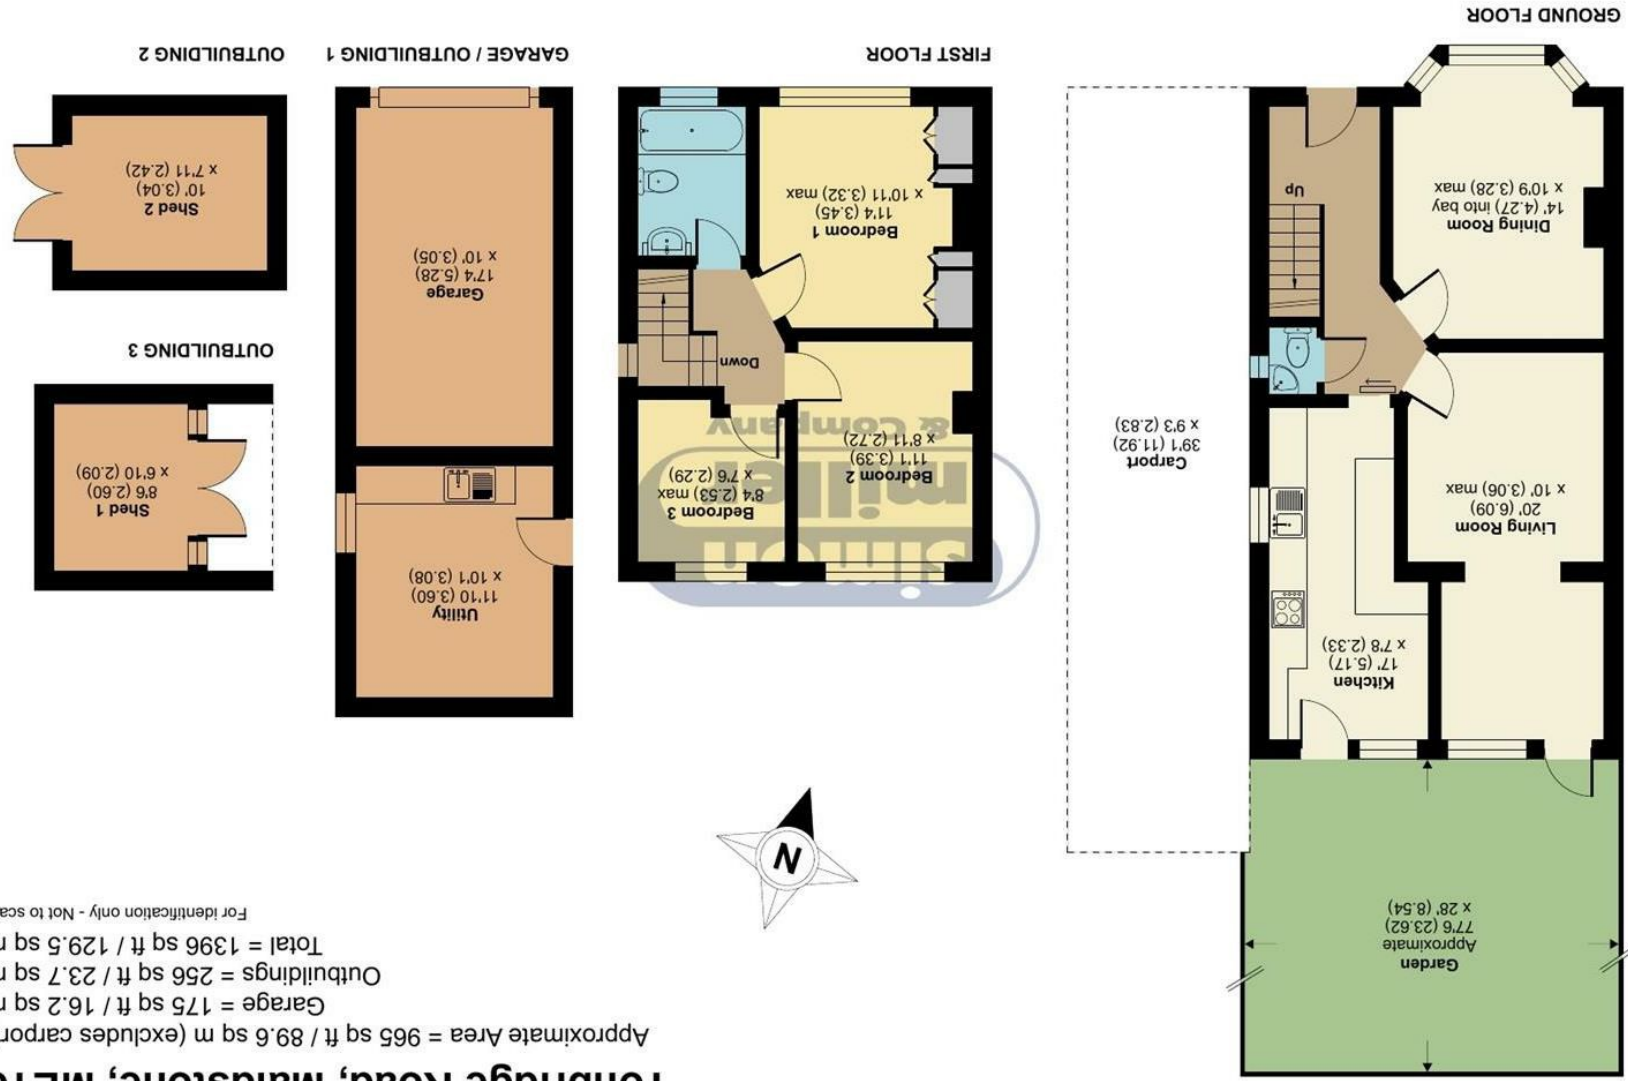 Tonbridge Road, Maidstone, ME16
Approximate Area = 965 sq ft / 89.6 sq m (excludes carport
Garage = 175 sq ft / 16.2 sq m
Outbuildings = 256 sq ft / 23.7 sq m
Total = 1396 sq ft / 129.5 sq m
For identification only - Not to scale
Garden
Approximate
77'6 (23.62)
x 28' (8.54)
N
Kitchen
17' (5.17)
x 7'8 (2.33)
Living Room
20' (6.09)
x 10' (3.06) max
Carport
39'1 (11.92)
x 9'3 (2.83)
Up
Dining Room
14' (4.27) into bay
x 10'9 (3.28) max
GROUND FLOOR
simon
miller
& Company
Bedroom 2
11'1 (3.39)
x 8'11 (2.72)
Bedroom 3
8'4 (2.53) max
x 7'6 (2.29)
Down
Bedroom 1
11'4 (3.45)
x 10'11 (3.32) max
FIRST FLOOR
Utility
11'10 (3.60)
x 10'1 (3.08)
Garage
17'4 (5.28)
x 10' (3.05)
GARAGE / OUTBUILDING 1
Shed 1
8'6 (2.60)
x 6'10 (2.09)
OUTBUILDING 3
Shed 2
10' (3.04)
x 7'11 (2.42)
OUTBUILDING 2